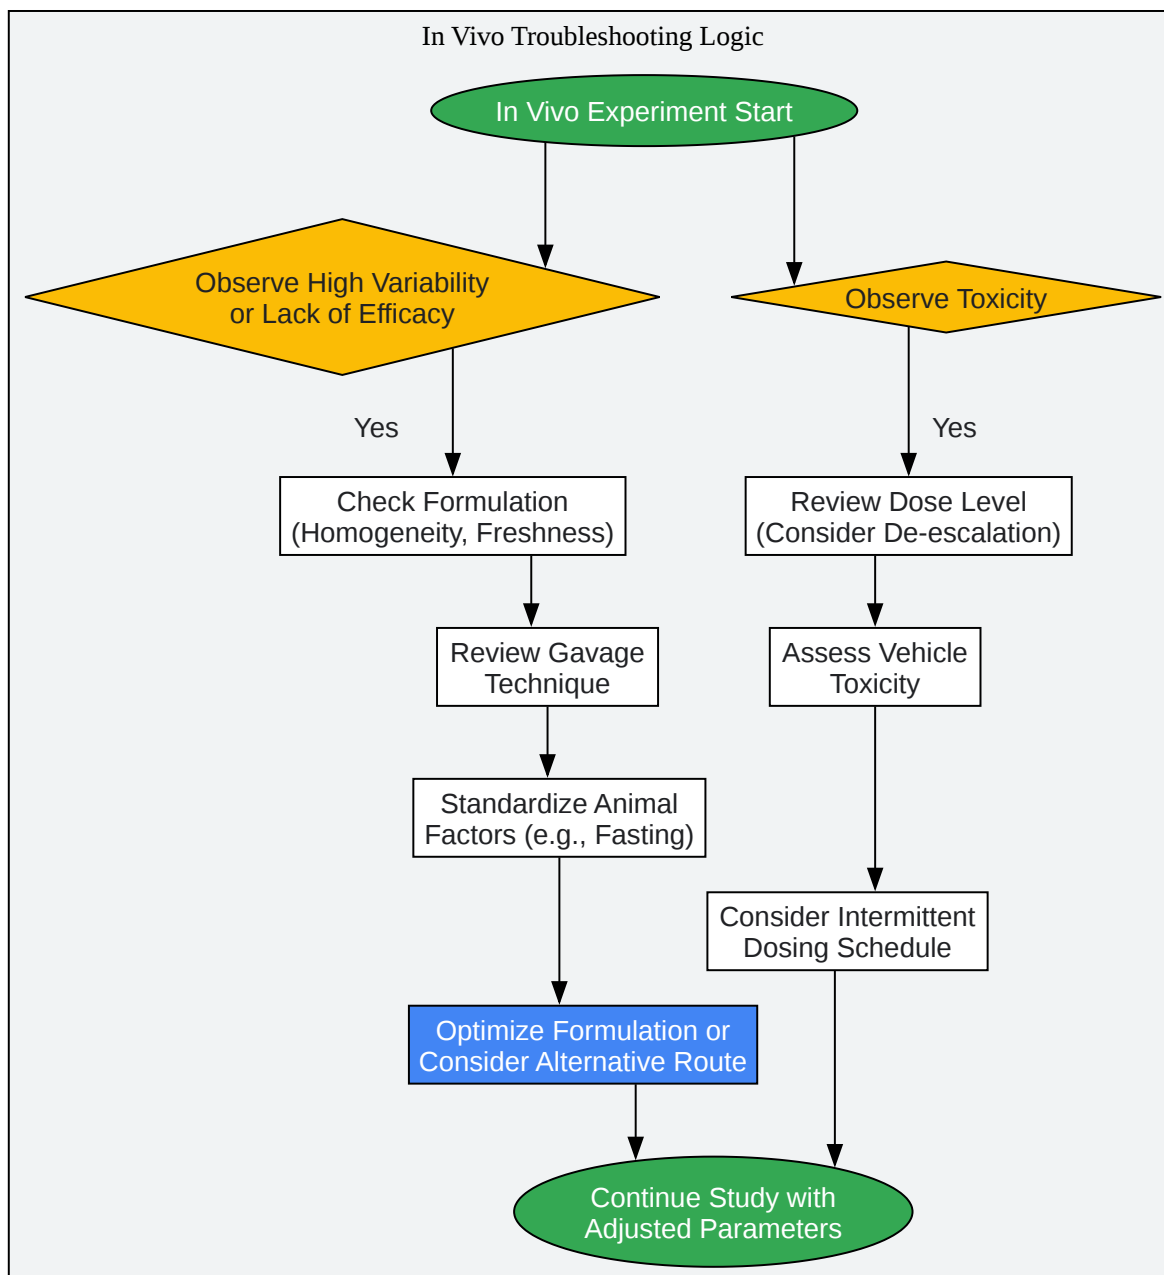 In Vivo Troubleshooting Logic
In Vivo Experiment Start
Observe High Variability
or Lack of Efficacy
Observe Toxicity
Yes
Yes
Check Formulation
(Homogeneity, Freshness)
Review Dose Level
(Consider De-escalation)
Review Gavage
Technique
Assess Vehicle
Toxicity
Standardize Animal
Factors (e.g., Fasting)
Consider Intermittent
Dosing Schedule
Optimize Formulation or
Consider Alternative Route
Continue Study with
Adjusted Parameters